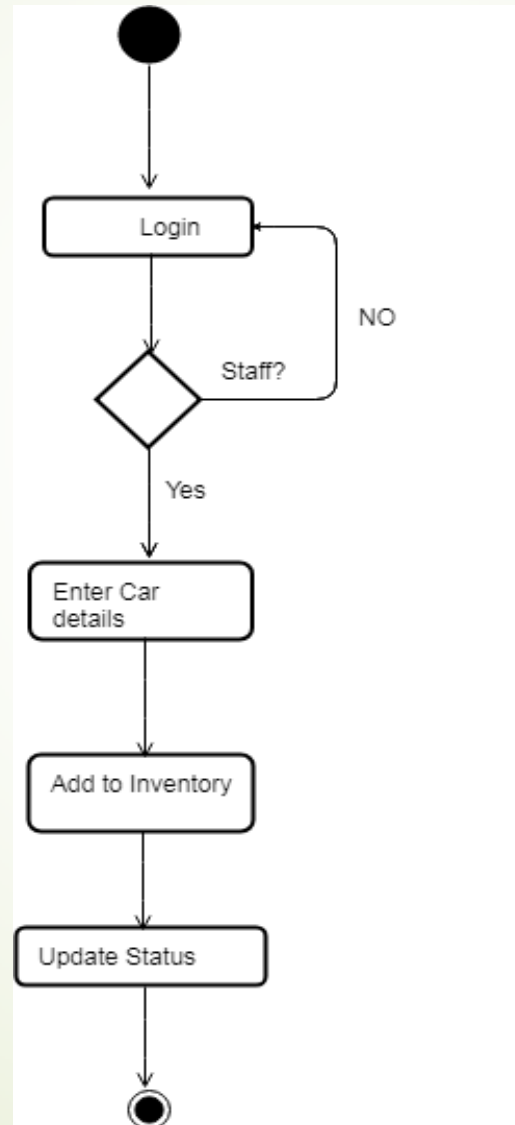 Login
NO
Staff?
Yes
Enter Car
details
Add to Inventory
Update Status